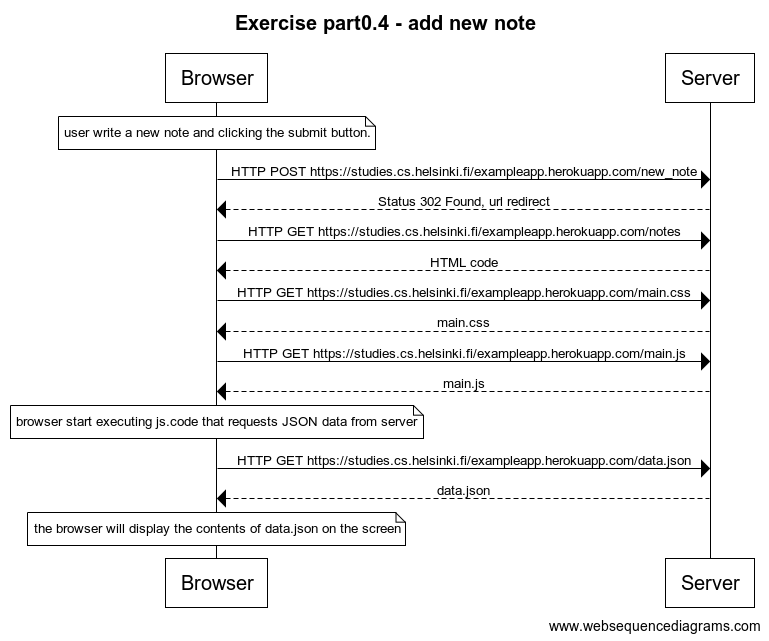 Exercise part0.4 - add new note
Browser
Server
user write a new note and clicking the submit button.
HTTP POST https://studies.cs.helsinki.fi/exampleapp.herokuapp.com/new_note
Status 302 Found, url redirect
HTTP GET https://studies.cs.helsinki.fi/exampleapp.herokuapp.com/notes
HTML code
HTTP GET https://studies.cs.helsinki.fi/exampleapp.herokuapp.com/main.css
main.css
HTTP GET https://studies.cs.helsinki.fi/exampleapp.herokuapp.com/main.js
main.js
browser start executing js.code that requests JSON data from server
HTTP GET https://studies.cs.helsinki.fi/exampleapp.herokuapp.com/data.json
data.json
the browser will display the contents of data.json on the screen
Browser
Server
www.websequencediagrams.com